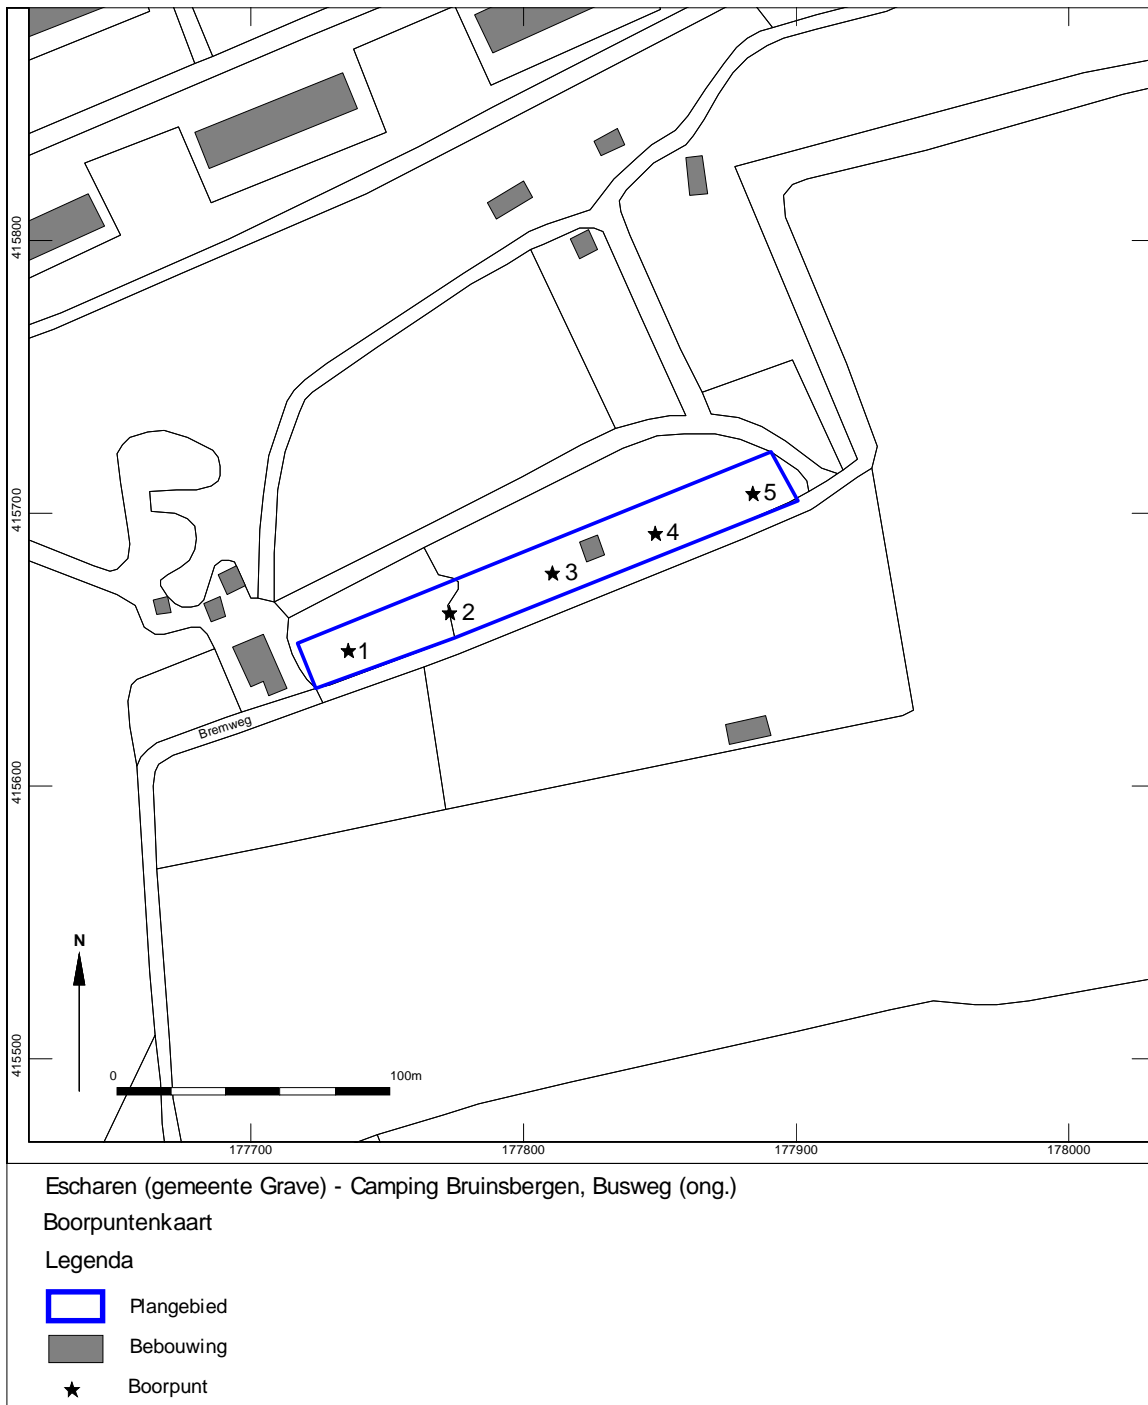 415800
415700
415600
415500
5
4
3
2
1
Bremweg
N
0
100m
177700
177800
177900
178000
Escharen (gemeente Grave) - Camping Bruinsbergen, Busweg (ong.)
Boorpuntenkaart
Legenda
Plangebied
Bebouwing
Boorpunt